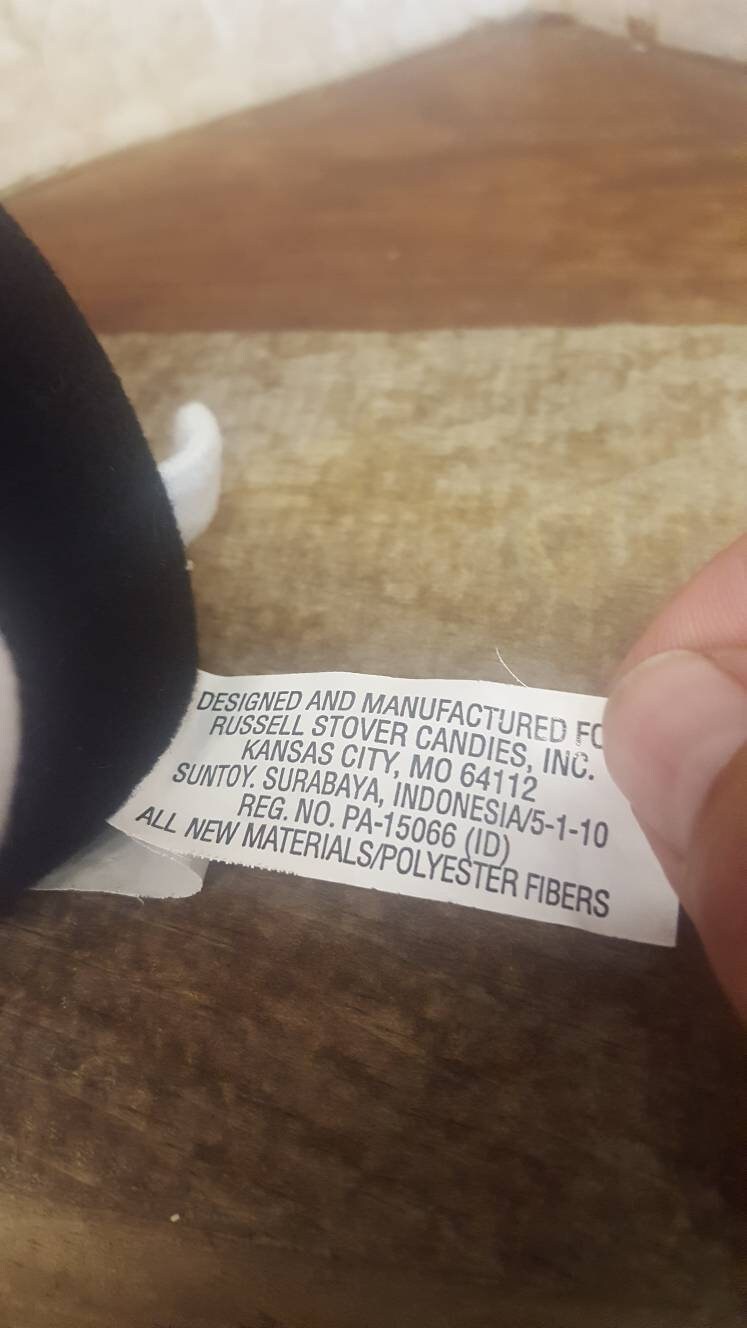 DESIGNED AND MANUFACTURED
RUSSELL STOVER CANDIES, INC.
KANSAS CITY, MO 64112
SUNTOY. SURABAYA, INDONESIA/5-1-10
REG. NO. PA-15066 (ID)
ALL NEW MATERIALS/POLYESTER FIBERS